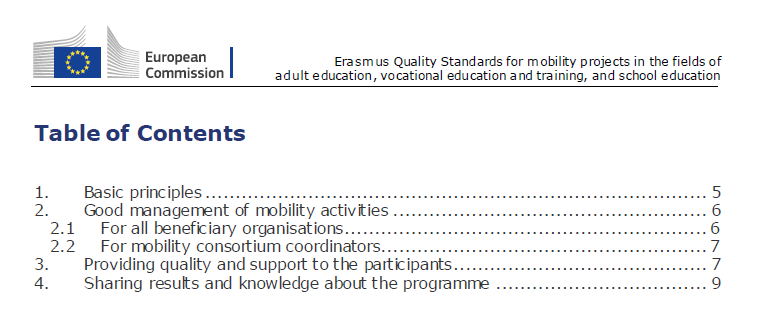 European
Commission
Erasmus Quality Standards for mobility projects in the fields of
adult education, vocational education and training, and school education
Table of Contents
1. Basic principles ................................................................................ 5
2. Good management of mobility activities .................................................. 6
2.1 For all beneficiary organisations.......................................................... 6
2.2 For mobility consortium coordinators.................................................... 7
3. Providing quality and support to the participants........................................ 7
4. Sharing results and knowledge about the programme .................................. 9